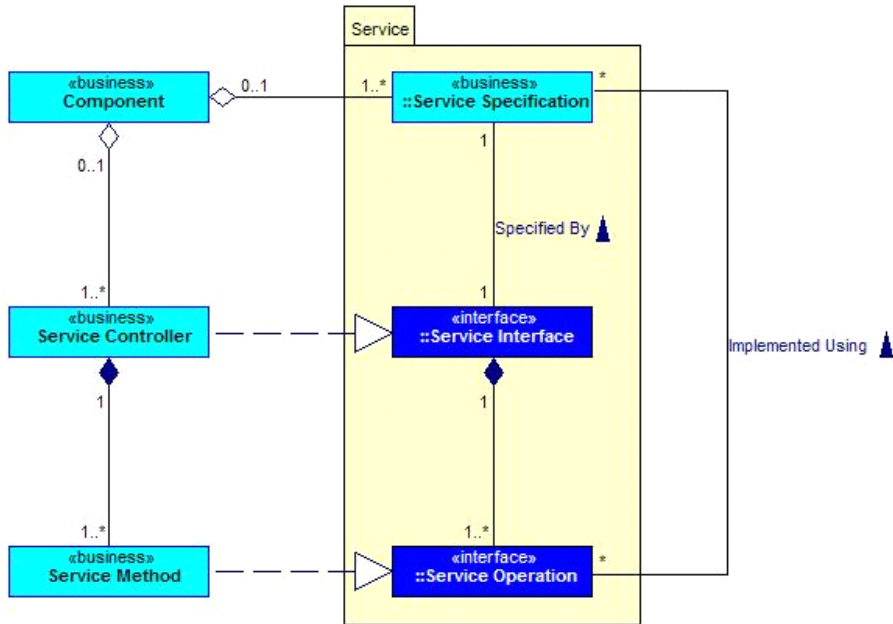 Service
«business»
Component
0..1
1..*
«business»
::Service Specification
*
0..1
1
Specified By
1..*
1
«business»
Service Controller
«interface»
::Service Interface
Implemented Using
1
1
1..*
1..*
«business»
Service Method
«interface»
::Service Operation
*